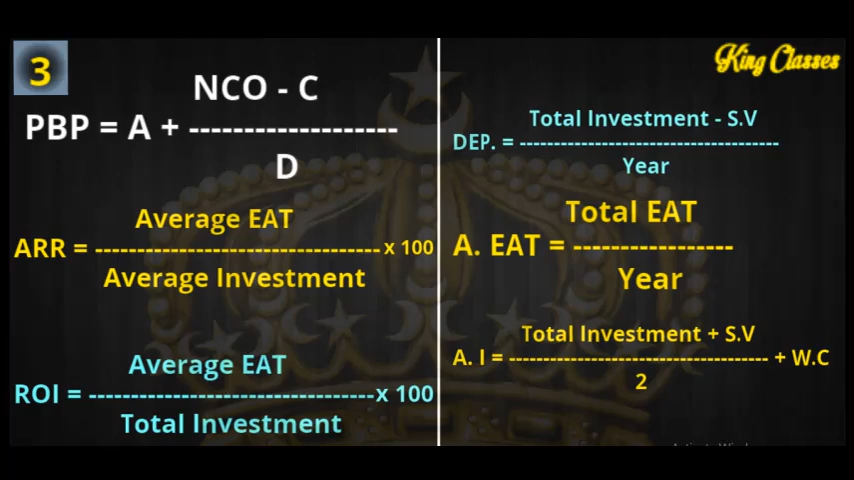 3
NCO - C
PBP = A + -------------------
D
Average EAT
ARR = ---------------------------------- x 100
Average Investment
Average EAT
ROI = ---------------------------------- x 100
Total Investment
King Classes
Total Investment - S.V
DEP. = --------------------------------------
Year
Total EAT
A. EAT = -----------------
Year
Total Investment + S.V
A. I = -------------------------------------- + W.C
2